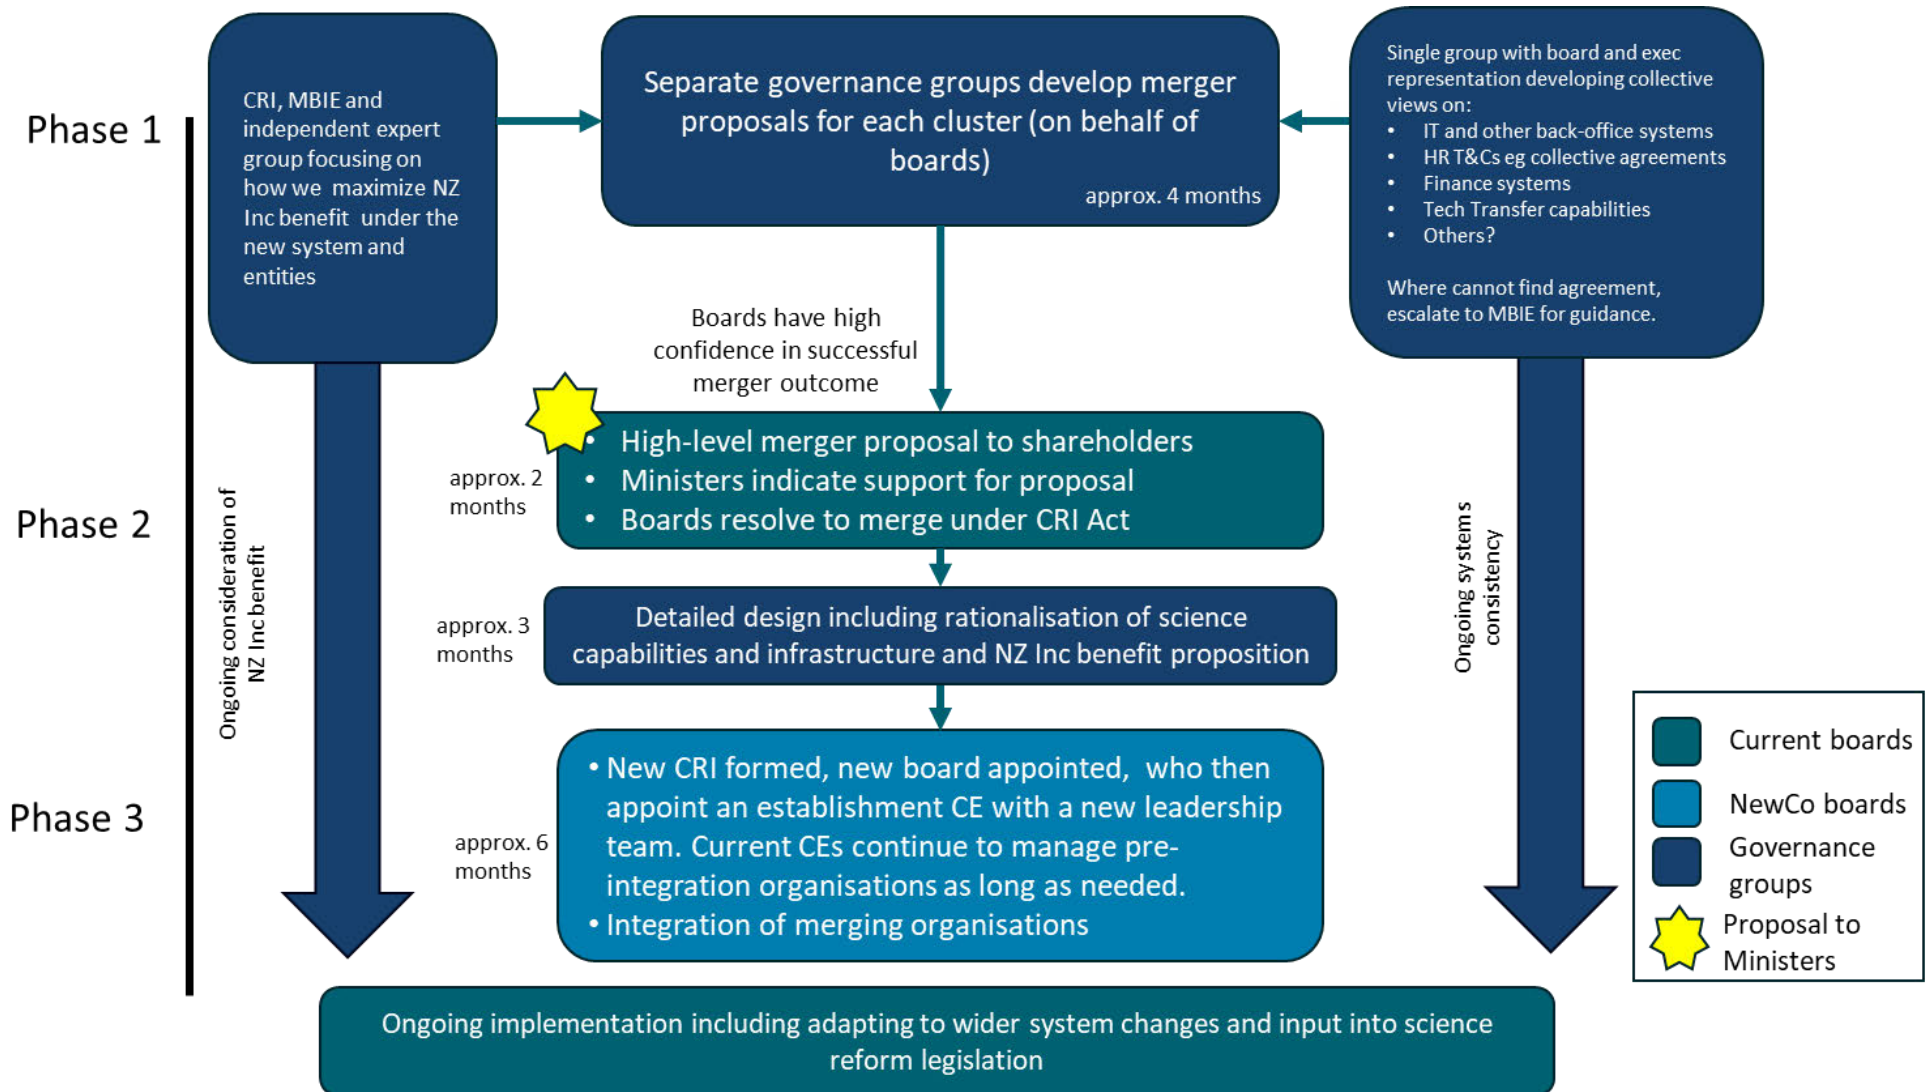 Phase 1
CRI, MBIE and
independent expert
group focusing on
how we maximize NZ
Inc benefit under the
new system and
entities
Separate governance groups develop merger
proposals for each cluster (on behalf of
boards)
approx. 4 months
Single group with board and exec
representation developing collective
views on:
• IT and other back-office systems
• HR T&Cs eg collective agreements
• Finance systems
• Tech Transfer capabilities
• Others?
Where cannot find agreement,
escalate to MBIE for guidance.
Boards have high
confidence in successful
merger outcome
Phase 2
approx. 2
months
• High-level merger proposal to shareholders
• Ministers indicate support for proposal
• Boards resolve to merge under CRI Act
Ongoing consideration of
NZ Inc benefit
Ongoing systems
consistency
approx. 3
months
Detailed design including rationalisation of science
capabilities and infrastructure and NZ Inc benefit proposition
Phase 3
approx. 6
months
• New CRI formed, new board appointed, who then
appoint an establishment CE with a new leadership
team. Current CEs continue to manage pre-
integration organisations as long as needed.
• Integration of merging organisations
Current boards
NewCo boards
Governance
groups
Proposal to
Ministers
Ongoing implementation including adapting to wider system changes and input into science
reform legislation